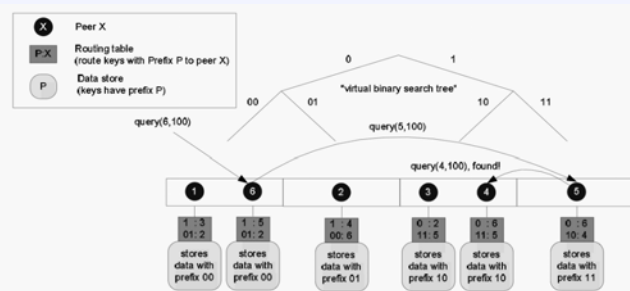 X Peer X
P:X Routing table
(route keys with Prefix P to peer X)
P Data store
(keys have prefix P)
0 1
"virtual binary search tree"
00 01 10 11
query(6,100)
query(5,100)
query(4,100), found!
1 6 2 3 4 5
1 : 3
01: 2
1 : 5
01: 2
1 : 4
00: 6
0 : 2
11: 5
0 : 6
11: 5
0 : 6
10: 4
stores
data with
prefix 00
stores
data with
prefix 00
stores
data with
prefix 01
stores
data with
prefix 10
stores
data with
prefix 10
stores
data with
prefix 11